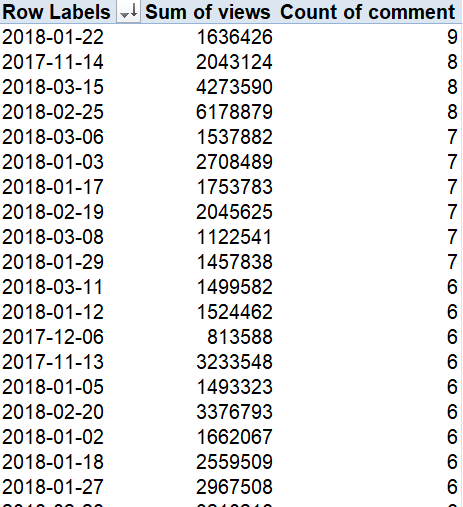 Row Labels Sum of views Count of comment
2018-01-22 1636426 9
2017-11-14 2043124 8
2018-03-15 4273590 8
2018-02-25 6178879 8
2018-03-06 1537882 7
2018-01-03 2708489 7
2018-01-17 1753783 7
2018-02-19 2045625 7
2018-03-08 1122541 7
2018-01-29 1457838 7
2018-03-11 1499582 6
2018-01-12 1524462 6
2017-12-06 813588 6
2017-11-13 3233548 6
2018-01-05 1493323 6
2018-02-20 3376793 6
2018-01-02 1662067 6
2018-01-18 2559509 6
2018-01-27 2967508 6